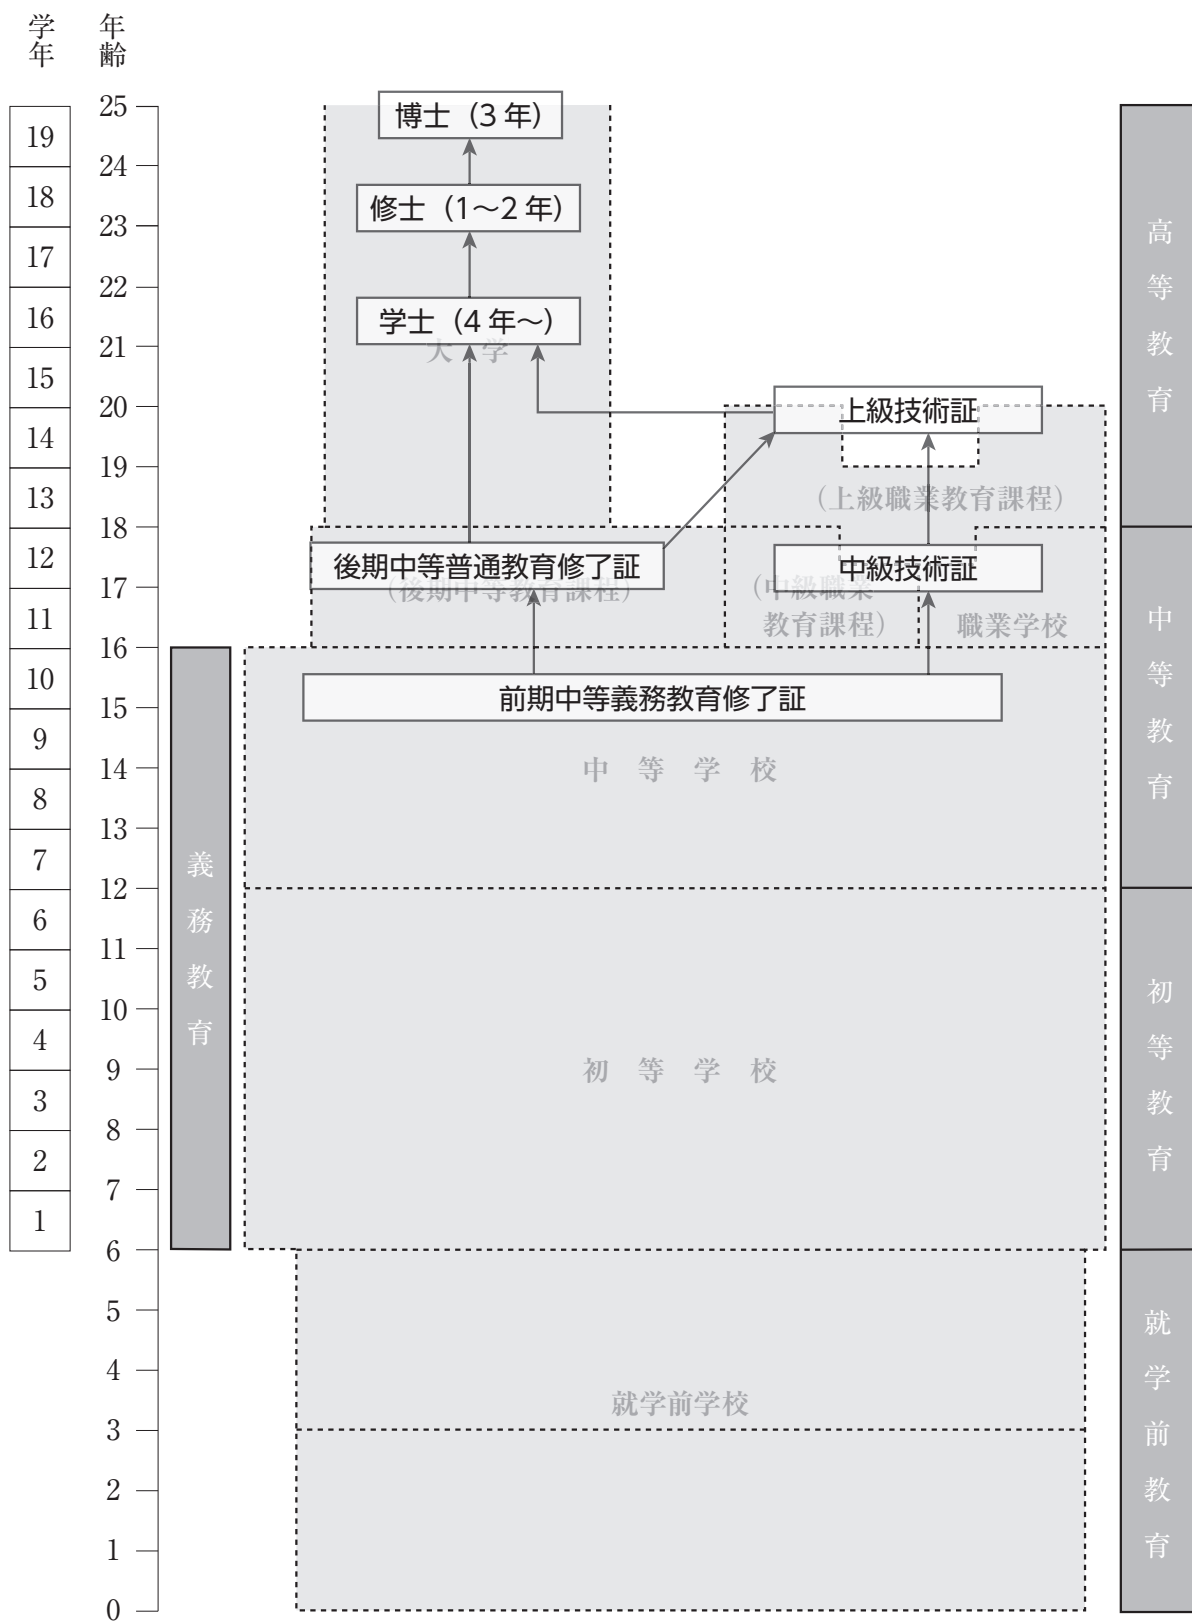 学年
年齢
19
18
17
16
15
14
13
12
11
10
9
8
7
6
5
4
3
2
1
25
24
23
22
21
20
19
18
17
16
15
14
13
12
11
10
9
8
7
6
5
4
3
2
1
0
義務教育
博士（3 年）
修士（1～2 年）
学士（4 年～）
大　学
上級技術証
（上級職業教育課程）
後期中等普通教育修了証
（後期中等教育課程）
中級技術証
（中級職業
教育課程）
職業学校
前期中等義務教育修了証
中　等　学　校
初　等　学　校
就学前学校
高等教育
中等教育
初等教育
就学前教育